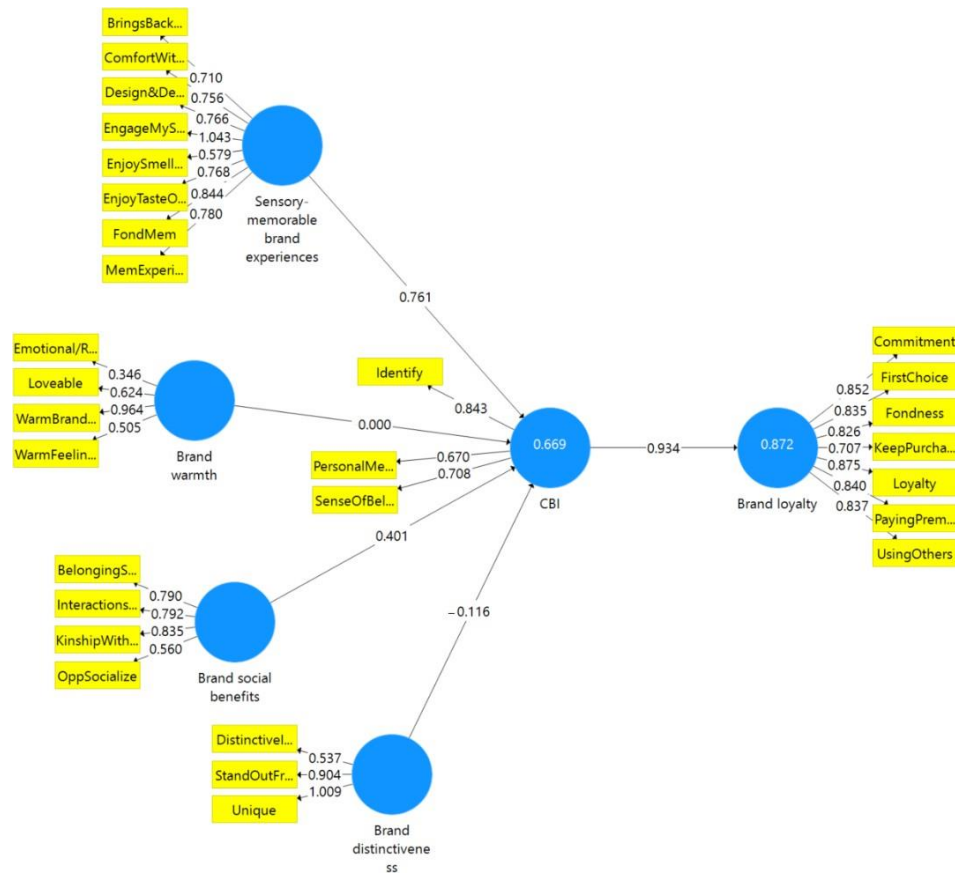 BringsBack...
ComfortWit...
Design&De...
EngageMyS...
EnjoySmell...
EnjoyTasteO...
FondMem
MemExperi...
0.710
0.756
0.766
1.043
0.579
0.768
0.844
0.780
Sensory-
memorable
brand
experiences
0.761
Emotional/R...
Loveable
WarmBrand...
WarmFeelin...
0.346
0.624
0.964
0.505
Brand
warmth
0.000
Identify
0.843
PersonalMe...
SenseOfBel...
0.670
0.708
0.669
CBI
0.934
0.872
Brand loyalty
0.852
0.835
0.826
0.707
0.875
0.840
0.837
Commitment
FirstChoice
Fondness
KeepPurcha...
Loyalty
PayingPrem...
UsingOthers
BelongingS...
Interactions...
KinshipWith...
OppSocialize
0.790
0.792
0.835
0.560
Brand social
benefits
0.401
−0.116
DistinctiveI...
StandOutFr...
Unique
0.537
0.904
1.009
Brand
distinctivene
ss